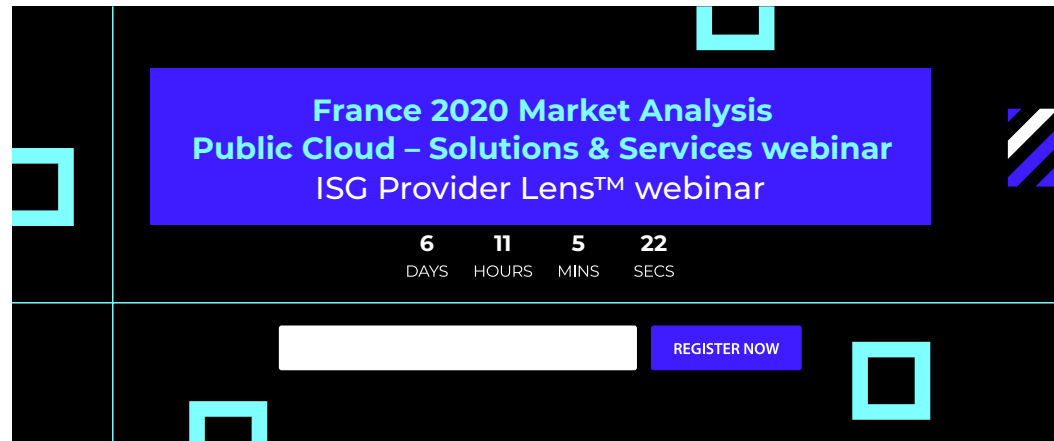 France 2020 Market Analysis
Public Cloud – Solutions & Services webinar
ISG Provider Lens™ webinar
6 11 5 22
DAYS HOURS MINS SECS
REGISTER NOW